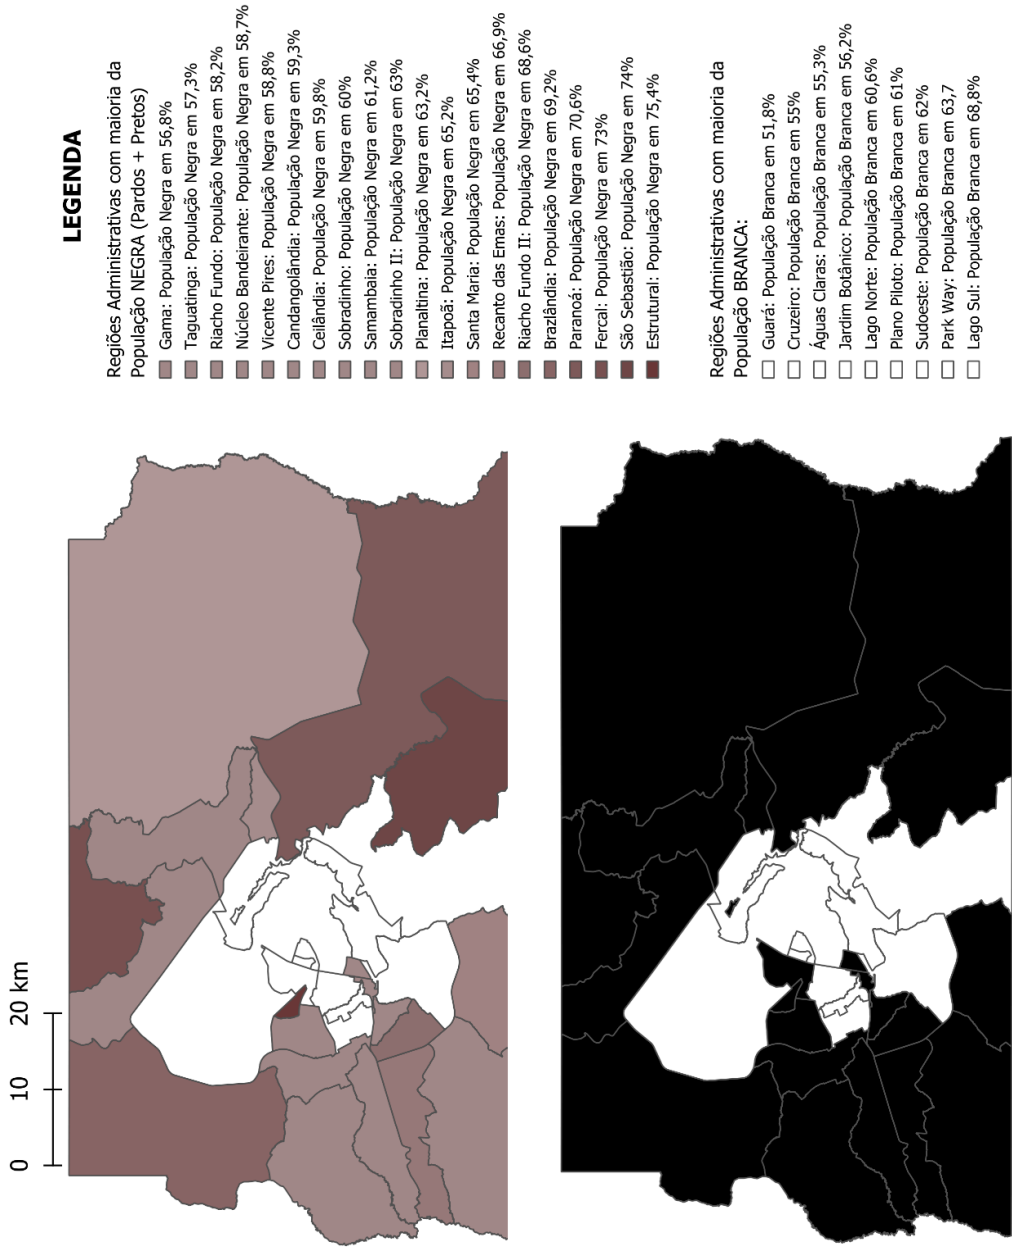 LEGENDA
Regiões Administrativas com maioria da
População NEGRA (Pardos + Pretos)
Gama: População Negra em 56,8%
Taguatinga: População Negra em 57,3%
Riacho Fundo: População Negra em 58,2%
Núcleo Bandeirante: População Negra em 58,7%
Vicente Pires: População Negra em 58,8%
Candangolândia: População Negra em 59,3%
Ceilândia: População Negra em 59,8%
Sobradinho: População Negra em 60%
Samambaia: População Negra em 61,2%
Sobradinho II: População Negra em 63%
Planaltina: População Negra em 63,2%
Itapoã: População Negra em 65,2%
Santa Maria: População Negra em 65,4%
Recanto das Emas: População Negra em 66,9%
Riacho Fundo II: População Negra em 68,6%
Brazlândia: População Negra em 69,2%
Paranoá: População Negra em 70,6%
Fercal: População Negra em 73%
São Sebastião: População Negra em 74%
Estrutural: População Negra em 75,4%
Regiões Administrativas com maioria da
População BRANCA:
Guará: População Branca em 51,8%
Cruzeiro: População Branca em 55%
Águas Claras: População Branca em 55,3%
Jardim Botânico: População Branca em 56,2%
Lago Norte: População Branca em 60,6%
Plano Piloto: População Branca em 61%
Sudoeste: População Branca em 62%
Park Way: População Branca em 63,7
Lago Sul: População Branca em 68,8%
0 10 20 km